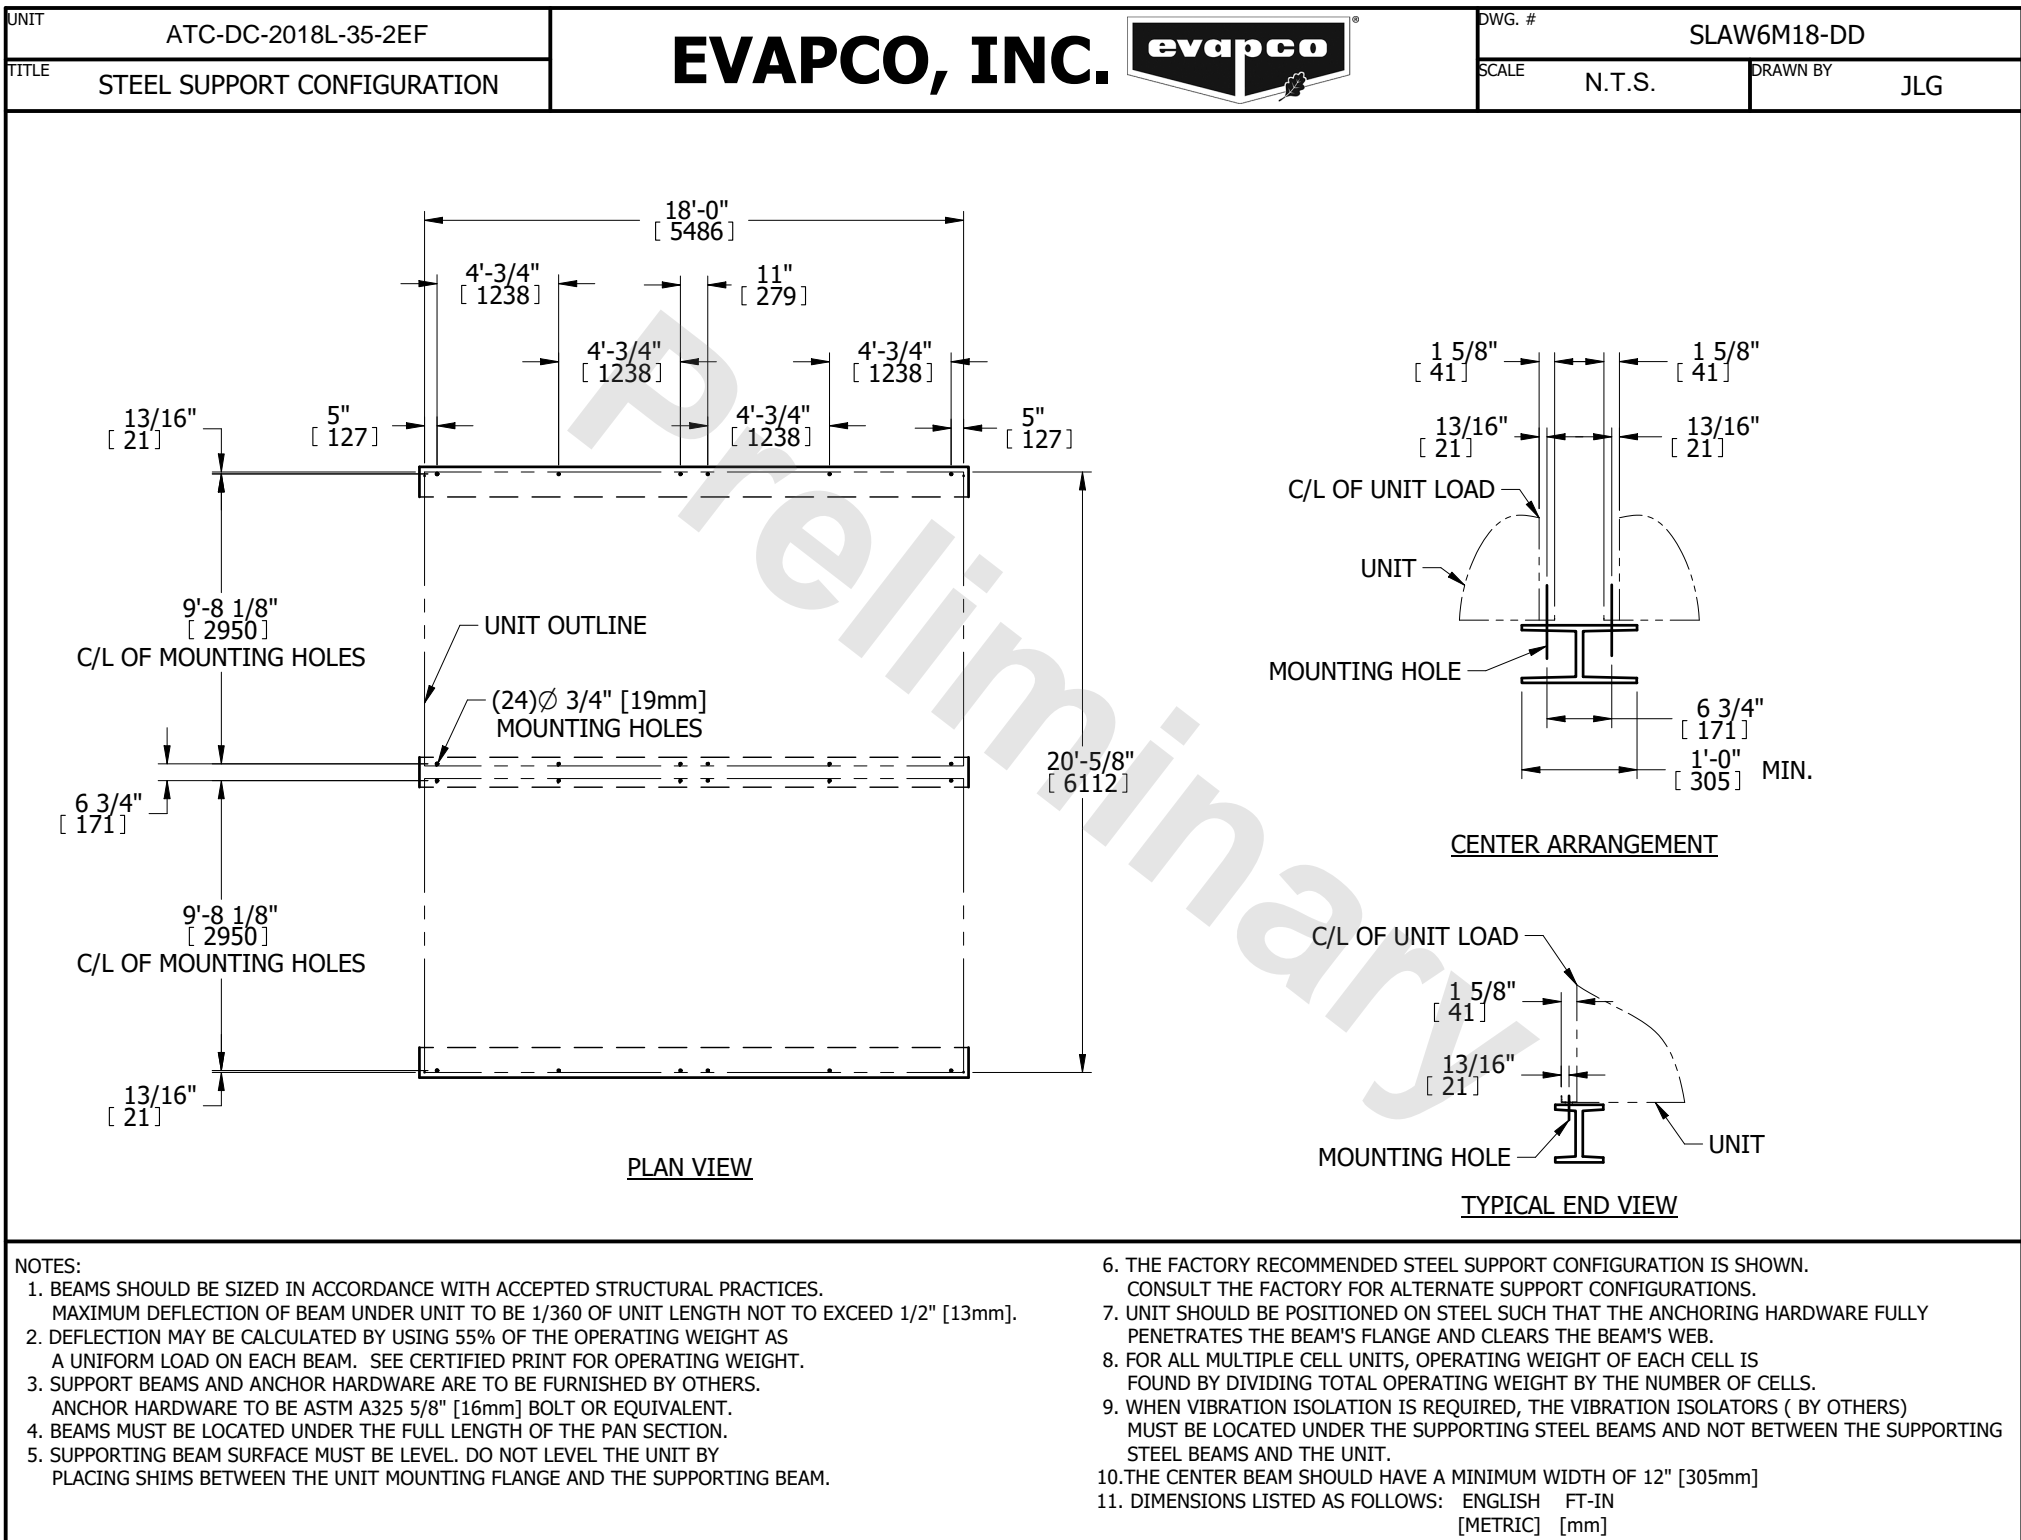 UNIT
ATC-DC-2018L-35-2EF
TITLE
STEEL SUPPORT CONFIGURATION
EVAPCO, INC.
evapco
®
DWG. #
SLAW6M18-DD
SCALE
N.T.S.
DRAWN BY
JLG
18'-0"
[ 5486 ]
4'-3/4"
[ 1238 ]
11"
[ 279 ]
4'-3/4"
[ 1238 ]
4'-3/4"
[ 1238 ]
13/16"
[ 21 ]
5"
[ 127 ]
4'-3/4"
[ 1238 ]
5"
[ 127 ]
9'-8 1/8"
[ 2950 ]
C/L OF MOUNTING HOLES
UNIT OUTLINE
(24)∅ 3/4" [19mm]
MOUNTING HOLES
6 3/4"
[ 171 ]
20'-5/8"
[ 6112 ]
9'-8 1/8"
[ 2950 ]
C/L OF MOUNTING HOLES
13/16"
[ 21 ]
PLAN VIEW
Preliminary
1 5/8"
[ 41 ]
1 5/8"
[ 41 ]
13/16"
[ 21 ]
13/16"
[ 21 ]
C/L OF UNIT LOAD
UNIT
MOUNTING HOLE
6 3/4"
[ 171 ]
1'-0"
[ 305 ] MIN.
CENTER ARRANGEMENT
C/L OF UNIT LOAD
1 5/8"
[ 41 ]
13/16"
[ 21 ]
MOUNTING HOLE
UNIT
TYPICAL END VIEW
NOTES:
1. BEAMS SHOULD BE SIZED IN ACCORDANCE WITH ACCEPTED STRUCTURAL PRACTICES.
MAXIMUM DEFLECTION OF BEAM UNDER UNIT TO BE 1/360 OF UNIT LENGTH NOT TO EXCEED 1/2" [13mm].
2. DEFLECTION MAY BE CALCULATED BY USING 55% OF THE OPERATING WEIGHT AS
A UNIFORM LOAD ON EACH BEAM. SEE CERTIFIED PRINT FOR OPERATING WEIGHT.
3. SUPPORT BEAMS AND ANCHOR HARDWARE ARE TO BE FURNISHED BY OTHERS.
ANCHOR HARDWARE TO BE ASTM A325 5/8" [16mm] BOLT OR EQUIVALENT.
4. BEAMS MUST BE LOCATED UNDER THE FULL LENGTH OF THE PAN SECTION.
5. SUPPORTING BEAM SURFACE MUST BE LEVEL. DO NOT LEVEL THE UNIT BY
PLACING SHIMS BETWEEN THE UNIT MOUNTING FLANGE AND THE SUPPORTING BEAM.
6. THE FACTORY RECOMMENDED STEEL SUPPORT CONFIGURATION IS SHOWN.
CONSULT THE FACTORY FOR ALTERNATE SUPPORT CONFIGURATIONS.
7. UNIT SHOULD BE POSITIONED ON STEEL SUCH THAT THE ANCHORING HARDWARE FULLY
PENETRATES THE BEAM'S FLANGE AND CLEARS THE BEAM'S WEB.
8. FOR ALL MULTIPLE CELL UNITS, OPERATING WEIGHT OF EACH CELL IS
FOUND BY DIVIDING TOTAL OPERATING WEIGHT BY THE NUMBER OF CELLS.
9. WHEN VIBRATION ISOLATION IS REQUIRED, THE VIBRATION ISOLATORS ( BY OTHERS)
MUST BE LOCATED UNDER THE SUPPORTING STEEL BEAMS AND NOT BETWEEN THE SUPPORTING
STEEL BEAMS AND THE UNIT.
10.THE CENTER BEAM SHOULD HAVE A MINIMUM WIDTH OF 12" [305mm]
11. DIMENSIONS LISTED AS FOLLOWS: ENGLISH FT-IN
[METRIC] [mm]